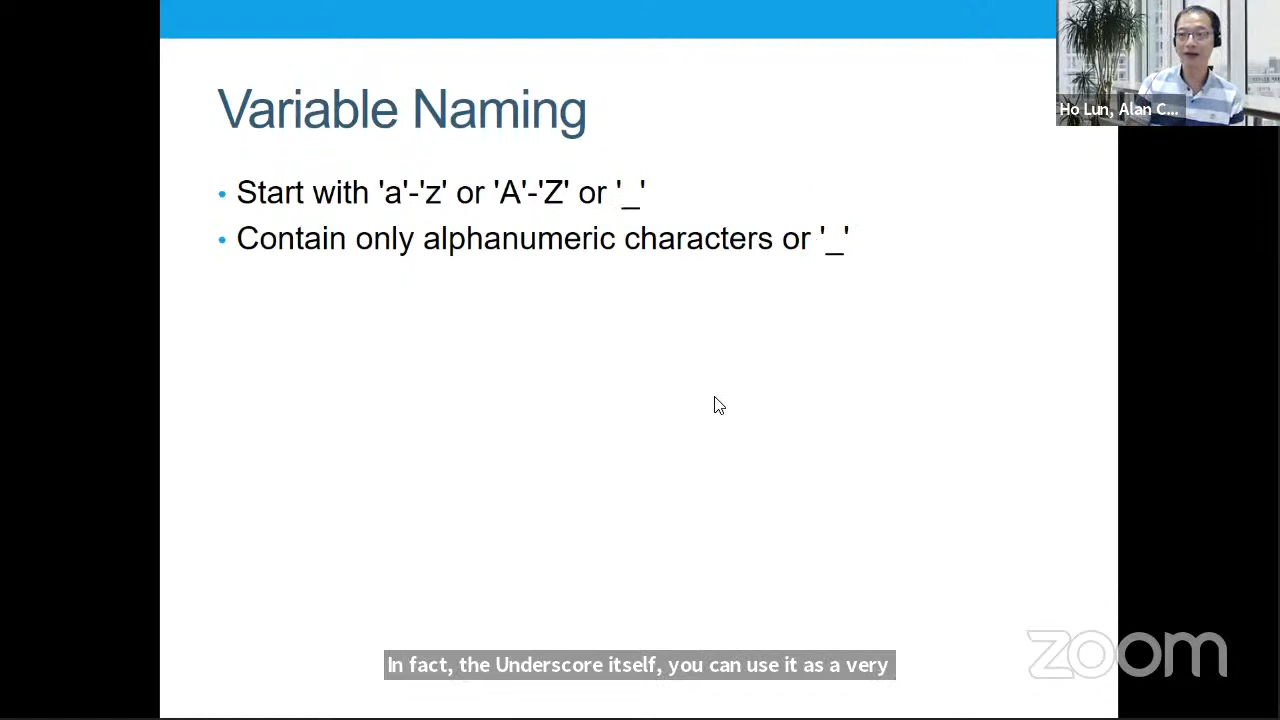 Ho Lun, Alan C...
Variable Naming
• Start with 'a'-'z' or 'A'-'Z' or '_'
• Contain only alphanumeric characters or '_'
In fact, the Underscore itself, you can use it as a very
zoom